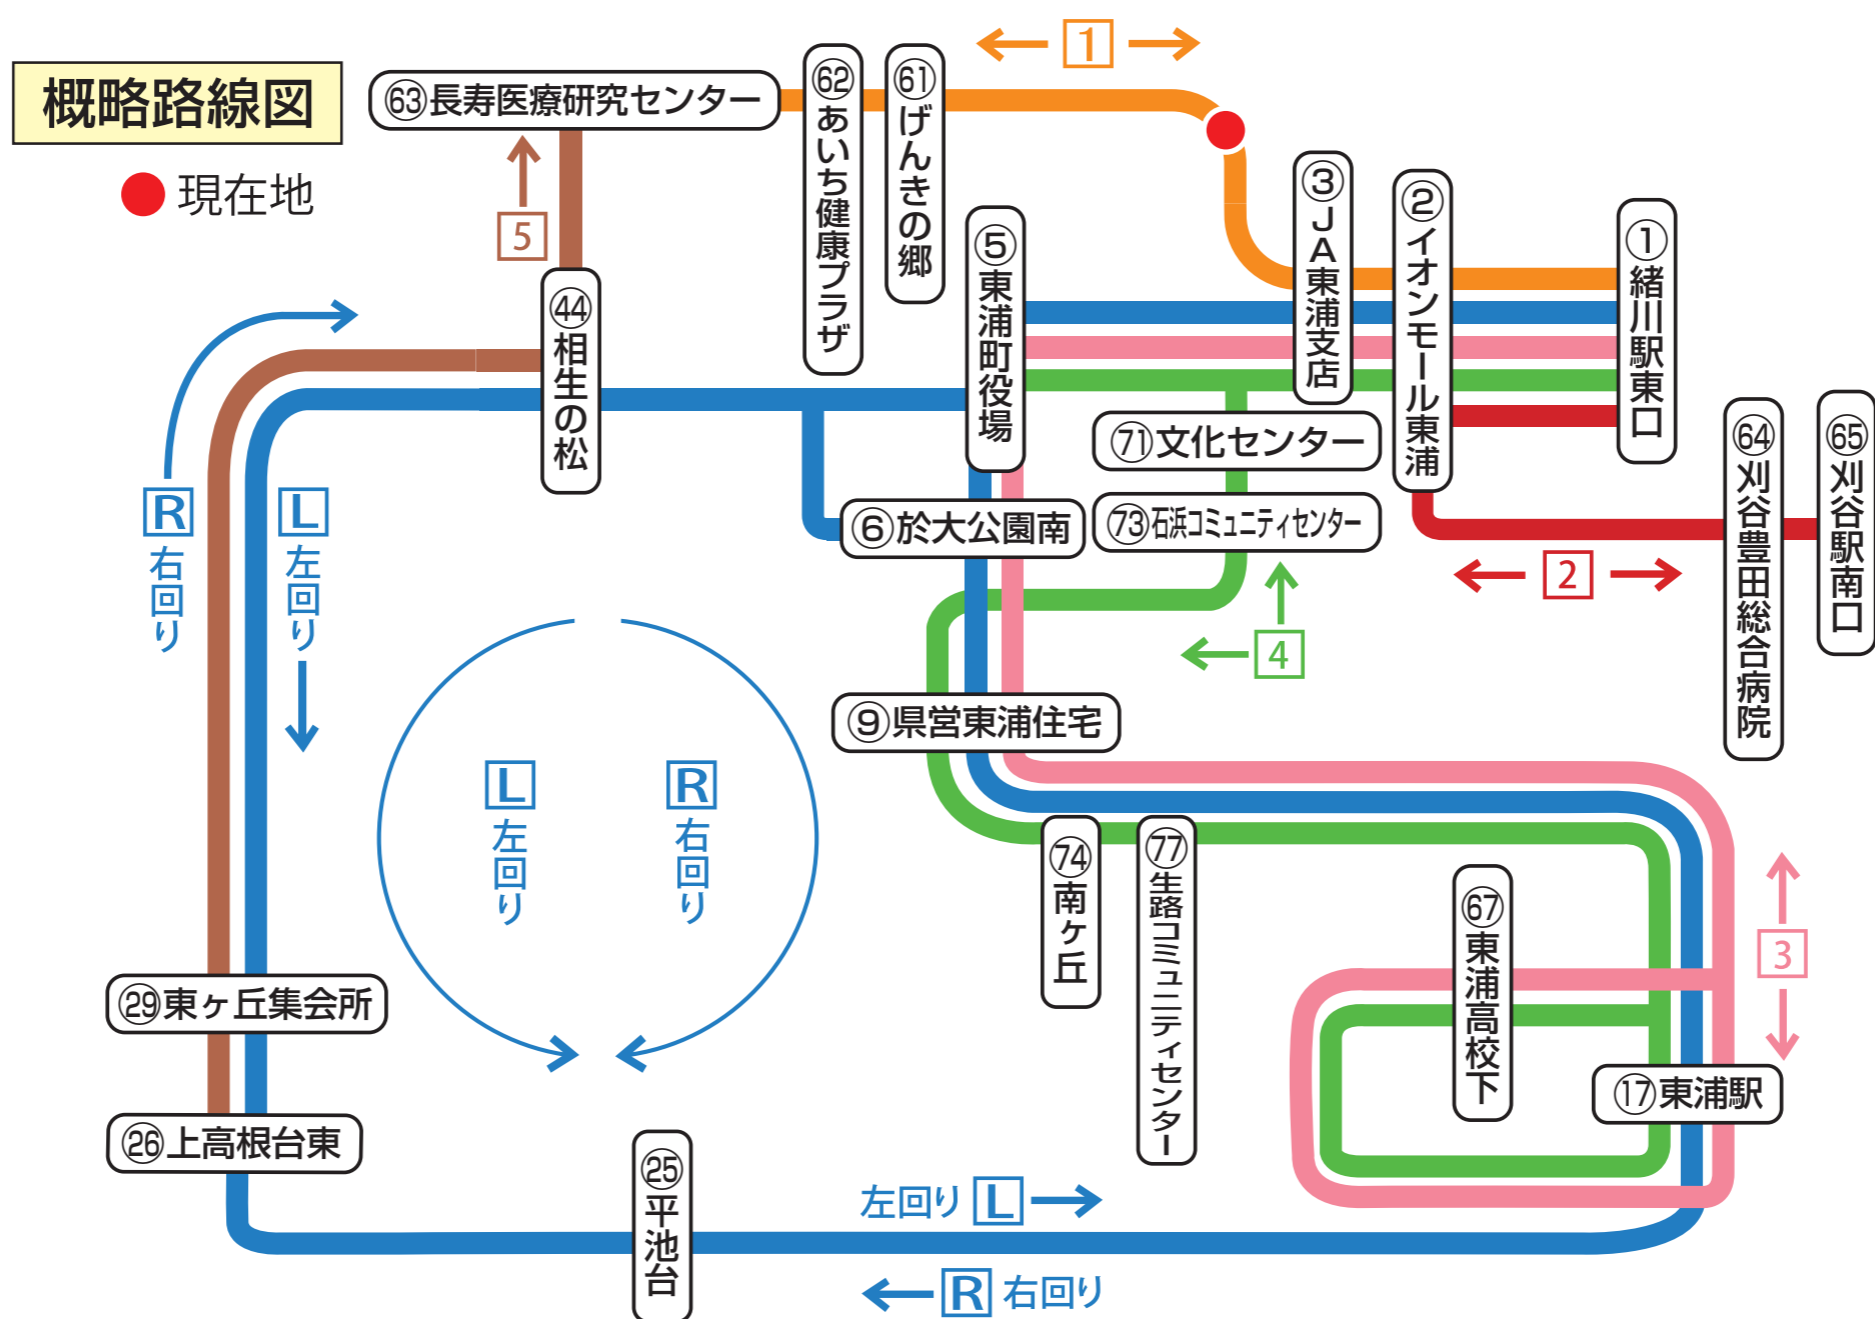 概略路線図
現在地
1
㊿+13長寿医療研究センター
62あいち健康プラザ
61げんきの郷
5
③JA東浦支店
②イオンモール東浦
①緒川駅東口
⑤東浦町役場
㊹相生の松
71文化センター
73石浜コミュニティセンター
64刈谷豊田総合病院
65刈谷駅南口
⑥於大公園南
2
4
R
右回り
L
左回り
⑨県営東浦住宅
L
左回り
R
右回り
74南ヶ丘
77生路コミュニティセンター
67東浦高校下
3
㉙東ヶ丘集会所
⑰東浦駅
㉖上高根台東
㉕平池台
左回り L
R 右回り